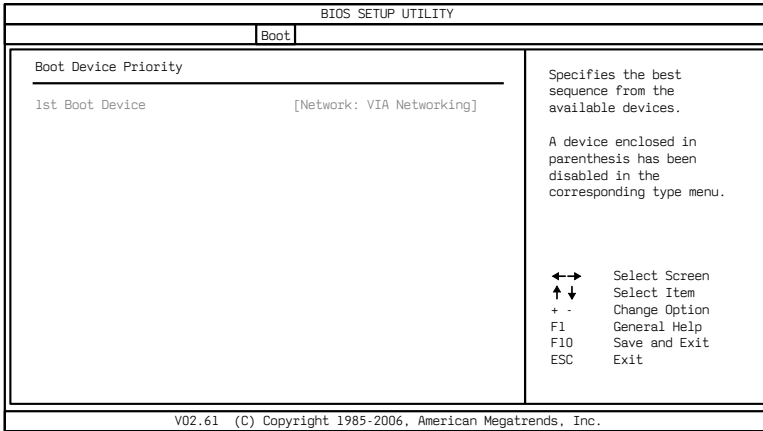 BIOS SETUP UTILITY
Boot
Boot Device Priority
1st Boot Device [Network: VIA Networking]
Specifies the best
sequence from the
available devices.
A device enclosed in
parenthesis has been
disabled in the
corresponding type menu.
←→ Select Screen
↑↓ Select Item
+ - Change Option
F1 General Help
F10 Save and Exit
ESC Exit
V02.61 (C) Copyright 1985-2006, American Megatrends, Inc.